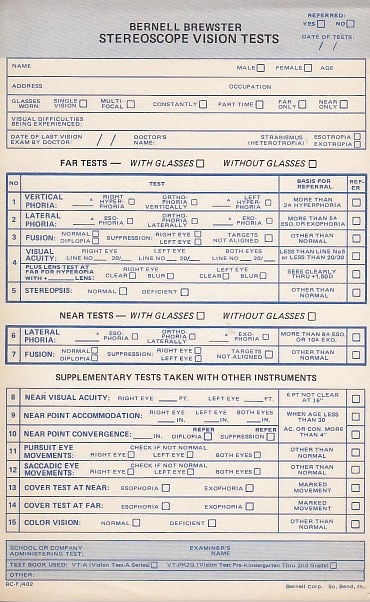 REFERRED:
YES NO
BERNELL BREWSTER
STEREOSCOPE VISION TESTS
DATE OF TESTS:
/ /
NAME MALE FEMALE AGE
ADDRESS OCCUPATION
GLASSES WORN: SINGLE VISION MULTI-FOCAL CONSTANTLY PART TIME FAR ONLY NEAR ONLY
VISUAL DIFFICULTIES
BEING EXPERIENCED:
DATE OF LAST VISION EXAM BY DOCTOR: / / DOCTOR'S NAME: STRABISMUS (HETEROTROPIA) ESOTROPIA EXOTROPIA
FAR TESTS — WITH GLASSES WITHOUT GLASSES
NO TEST BASIS FOR REFERRAL REF-ER
1 VERTICAL PHORIA: RIGHT HYPER-PHORIA ORTHO-PHORIA VERTICALLY LEFT HYPER-PHORIA MORE THAN 2Δ HYPERPHORIA
2 LATERAL PHORIA: ESO-PHORIA ORTHO-PHORIA LATERALLY EXO-PHORIA MORE THAN 5Δ ESO. OR EXOPHORIA
3 FUSION: NORMAL DIPLOPIA SUPPRESSION: RIGHT EYE LEFT EYE TARGETS NOT ALIGNED OTHER THAN NORMAL
4 VISUAL ACUITY: RIGHT EYE LINE NO. 20/ LEFT EYE LINE NO. 20/ BOTH EYES LINE NO. 20/ LESS THAN LINE No5 or LESS THAN 20/30
PLUS LENS TEST AT FAR FOR HYPEROPIA WITH + LENS: RIGHT EYE CLEAR BLUR LEFT EYE CLEAR BLUR SEES CLEARLY THRU +1.50D
5 STEREOPSIS: NORMAL DEFICIENT OTHER THAN NORMAL
NEAR TESTS — WITH GLASSES WITHOUT GLASSES
6 LATERAL PHORIA: ESO-PHORIA ORTHO-PHORIA LATERALLY EXO-PHORIA MORE THAN 6Δ ESO. OR 10Δ EXO.
7 FUSION: NORMAL DIPLOPIA SUPPRESSION: RIGHT EYE LEFT EYE TARGETS NOT ALIGNED OTHER THAN NORMAL
SUPPLEMENTARY TESTS TAKEN WITH OTHER INSTRUMENTS
8 NEAR VISUAL ACUITY: RIGHT EYE FT. LEFT EYE FT. 6 PT NOT CLEAR AT 16"
9 NEAR POINT ACCOMMODATION: RIGHT EYE IN. LEFT EYE IN. BOTH EYES IN. WHEN AGE LESS THAN 30
10 NEAR POINT CONVERGENCE: IN. REFER DIPLOPIA REFER SUPPRESSION AC. OR CON. MORE THAN 4"
11 PURSUIT EYE MOVEMENTS: CHECK IF NOT NORMAL RIGHT EYE LEFT EYE BOTH EYES OTHER THAN NORMAL
12 SACCADIC EYE MOVEMENTS: CHECK IF NOT NORMAL RIGHT EYE LEFT EYE BOTH EYES OTHER THAN NORMAL
13 COVER TEST AT NEAR: ESOPHORIA EXOPHORIA MARKED MOVEMENT
14 COVER TEST AT FAR: ESOPHORIA EXOPHORIA MARKED MOVEMENT
15 COLOR VISION: NORMAL DEFICIENT OTHER THAN NORMAL
SCHOOL OR COMPANY ADMINISTERING TEST: EXAMINER'S NAME
TEST BOOK USED: VT-A (Vision Test-A Series) VT-PK2G (Vision Test Pre-Kindergarten Thru 2nd Grade)
OTHER:
BC-F/402 Bernell Corp. So. Bend, In.